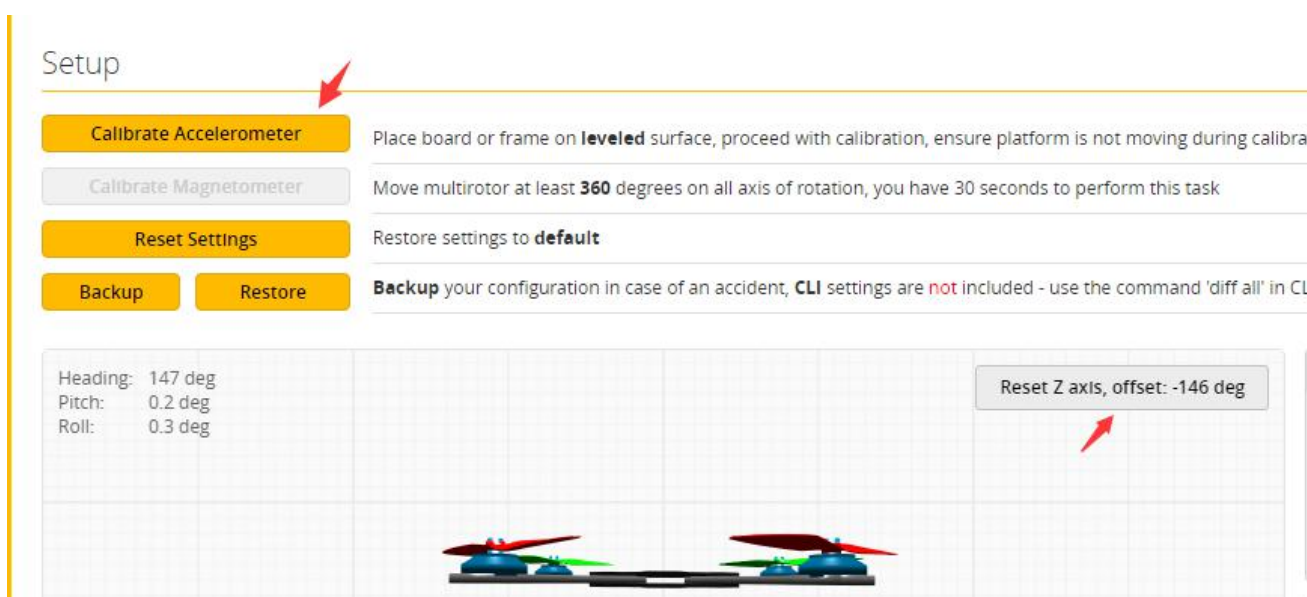 Setup
Calibrate Accelerometer
Place board or frame on leveled surface, proceed with calibration, ensure platform is not moving during calibra
Calibrate Magnetometer
Move multirotor at least 360 degrees on all axis of rotation, you have 30 seconds to perform this task
Reset Settings
Restore settings to default
Backup Restore
Backup your configuration in case of an accident, CLI settings are not included - use the command 'diff all' in CL
Heading: 147 deg
Reset Z axis, offset: -146 deg
Pitch: 0.2 deg
Roll: 0.3 deg